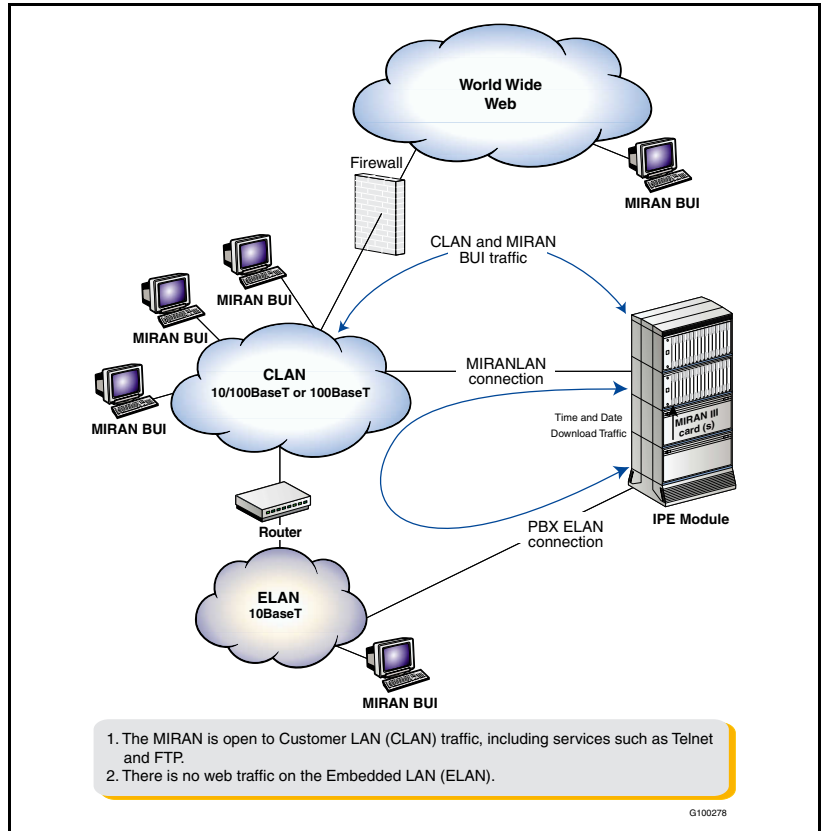 World Wide
Web
Firewall
MIRAN BUI
CLAN and MIRAN
BUI traffic
MIRAN BUI
MIRAN BUI
MIRAN BUI
CLAN
10/100BaseT or 100BaseT
MIRANLAN
connection
Time and Date
Download Traffic
MIRAN III
card (s)
IPE Module
Router
PBX ELAN
connection
ELAN
10BaseT
MIRAN BUI
1. The MIRAN is open to Customer LAN (CLAN) traffic, including services such as Telnet
and FTP.
2. There is no web traffic on the Embedded LAN (ELAN).
G100278